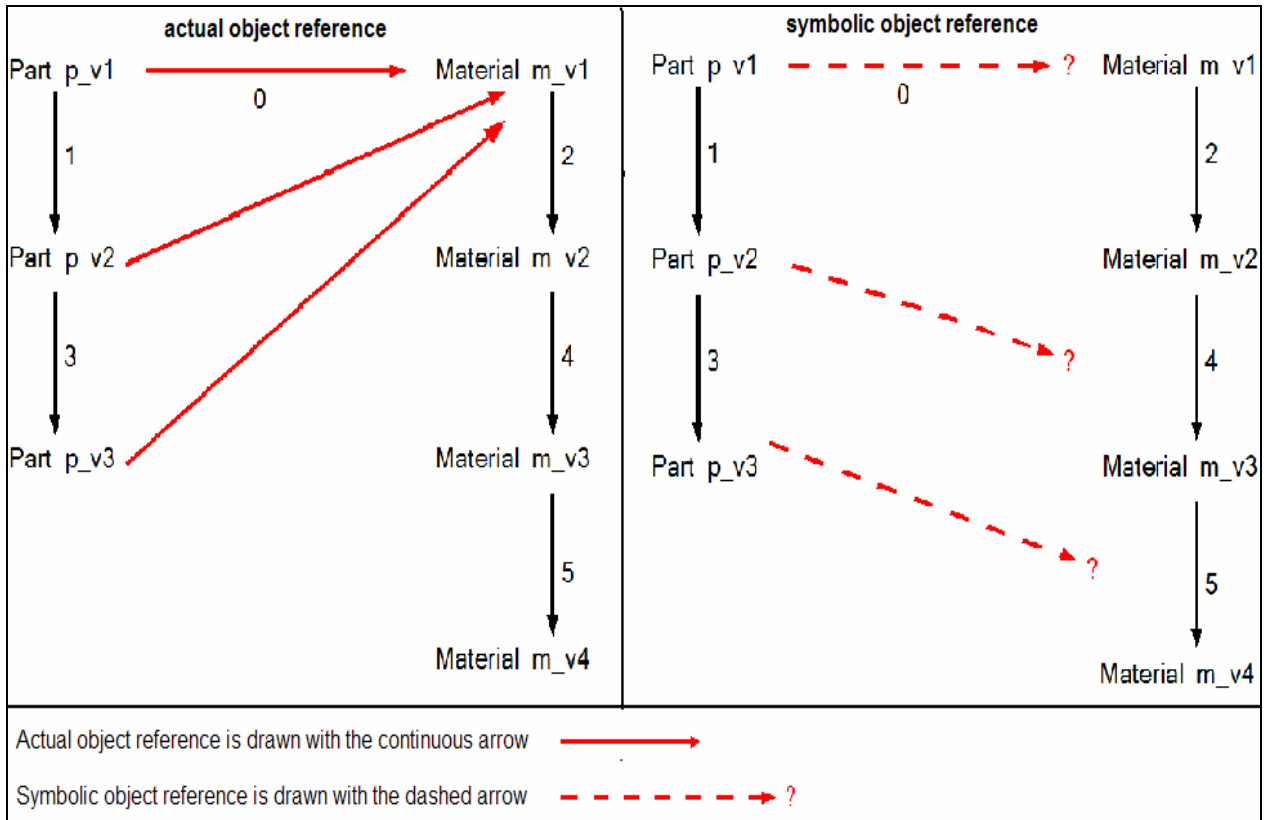 actual object reference
Part p_v1
0
Material m_v1
1
2
Part p_v2
Material m_v2
3
4
Part p_v3
Material m_v3
5
Material m_v4
symbolic object reference
Part p_v1
0
?
Material m_v1
1
2
Part p_v2
Material m_v2
?
3
4
Part p_v3
Material m_v3
?
5
Material m_v4
Actual object reference is drawn with the continuous arrow
Symbolic object reference is drawn with the dashed arrow ?